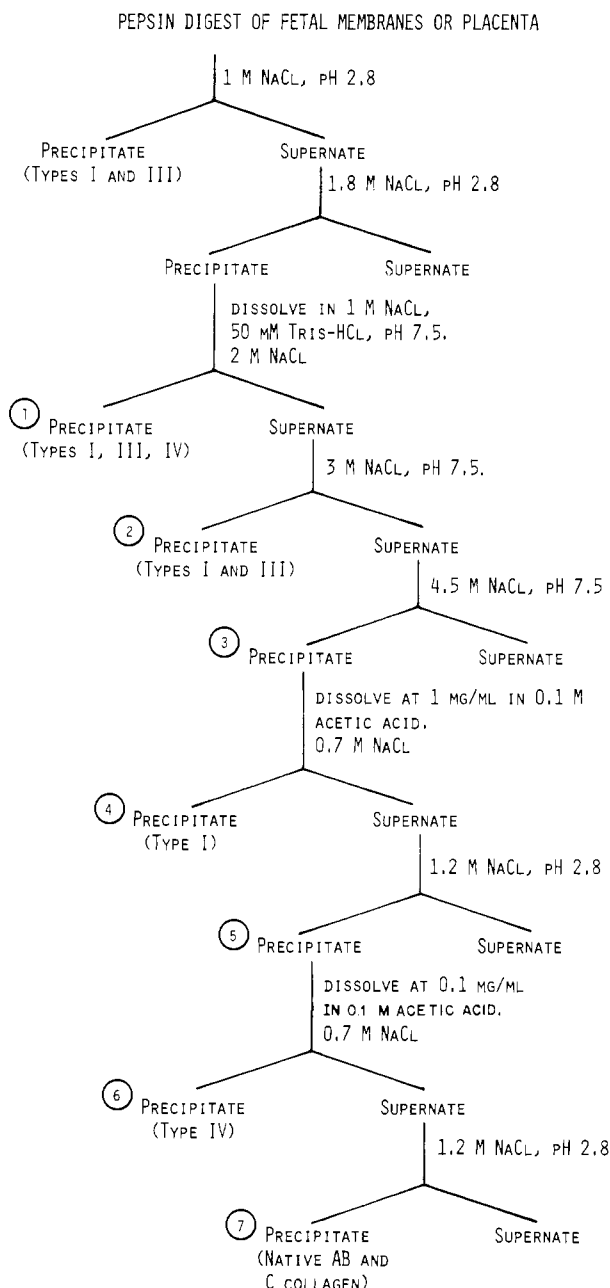 PEPSIN DIGEST OF FETAL MEMBRANES OR PLACENTA
1 M NaCl, pH 2.8
PRECIPITATE
(TYPES I AND III)
SUPERNATE
1.8 M NaCl, pH 2.8
PRECIPITATE
SUPERNATE
DISSOLVE IN 1 M NaCl,
50 mM TRIS-HCl, pH 7.5.
2 M NaCl
1
PRECIPITATE
(TYPES I, III, IV)
SUPERNATE
3 M NaCl, pH 7.5.
2
PRECIPITATE
(TYPES I AND III)
SUPERNATE
4.5 M NaCl, pH 7.5
3
PRECIPITATE
SUPERNATE
DISSOLVE AT 1 MG/ML IN 0.1 M
ACETIC ACID.
0.7 M NaCl
4
PRECIPITATE
(TYPE I)
SUPERNATE
1.2 M NaCl, pH 2.8
5
PRECIPITATE
SUPERNATE
DISSOLVE AT 0.1 MG/ML
IN 0.1 M ACETIC ACID.
0.7 M NaCl
6
PRECIPITATE
(TYPE IV)
SUPERNATE
1.2 M NaCl, pH 2.8
7
PRECIPITATE
(NATIVE AB AND
C COLLAGEN)
SUPERNATE